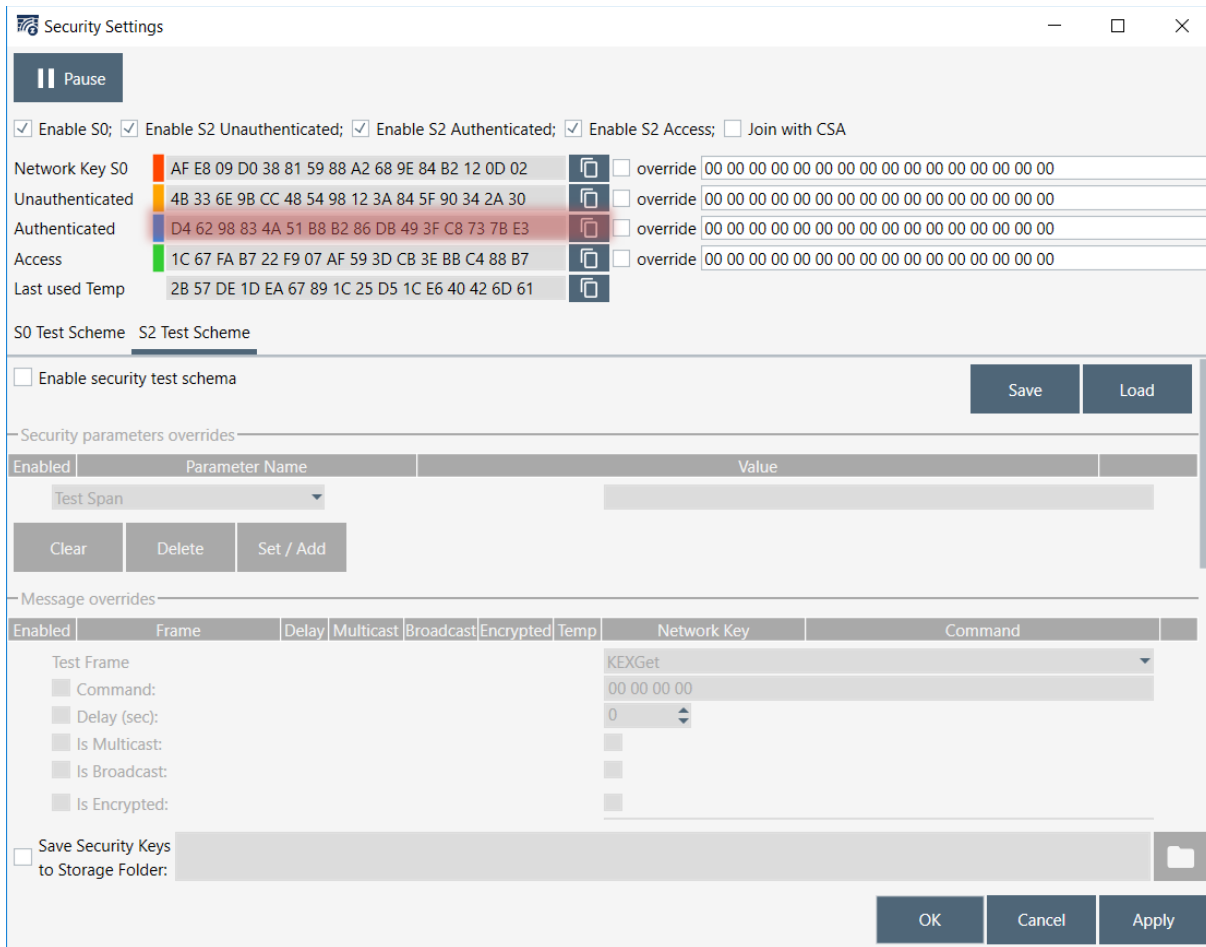 Security Settings
Pause
Enable S0; Enable S2 Unauthenticated; Enable S2 Authenticated; Enable S2 Access; Join with CSA
Network Key S0 AF E8 09 D0 38 81 59 88 A2 68 9E 84 B2 12 0D 02 override 00 00 00 00 00 00 00 00 00 00 00 00 00 00 00 00
Unauthenticated 4B 33 6E 9B CC 48 54 98 12 3A 84 5F 90 34 2A 30 override 00 00 00 00 00 00 00 00 00 00 00 00 00 00 00 00
Authenticated D4 62 98 83 4A 51 B8 B2 86 DB 49 3F C8 73 7B E3 override 00 00 00 00 00 00 00 00 00 00 00 00 00 00 00 00
Access 1C 67 FA B7 22 F9 07 AF 59 3D CB 3E BB C4 88 B7 override 00 00 00 00 00 00 00 00 00 00 00 00 00 00 00 00
Last used Temp 2B 57 DE 1D EA 67 89 1C 25 D5 1C E6 40 42 6D 61
S0 Test Scheme S2 Test Scheme
Enable security test schema Save Load
Security parameters overrides
Enabled Parameter Name Value
Test Span
Clear Delete Set / Add
Message overrides
Enabled Frame Delay Multicast Broadcast Encrypted Temp Network Key Command
Test Frame KEXGet
Command: 00 00 00 00
Delay (sec): 0
Is Multicast:
Is Broadcast:
Is Encrypted:
Save Security Keys
to Storage Folder:
OK Cancel Apply